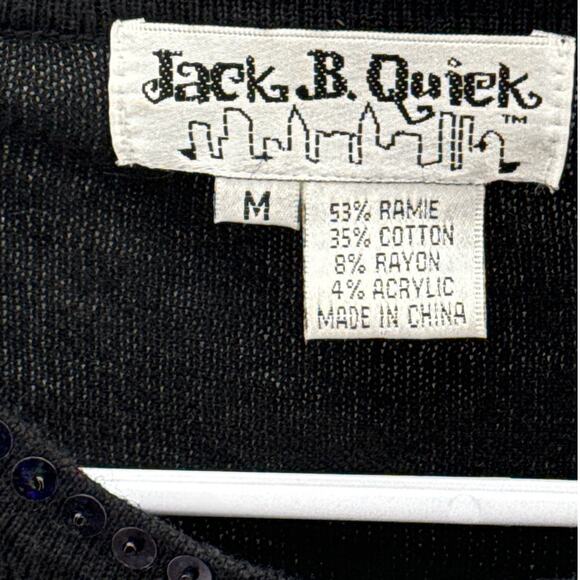 Jack B. Quick
TM
M
53% RAMIE
35% COTTON
8% RAYON
4% ACRYLIC
MADE IN CHINA